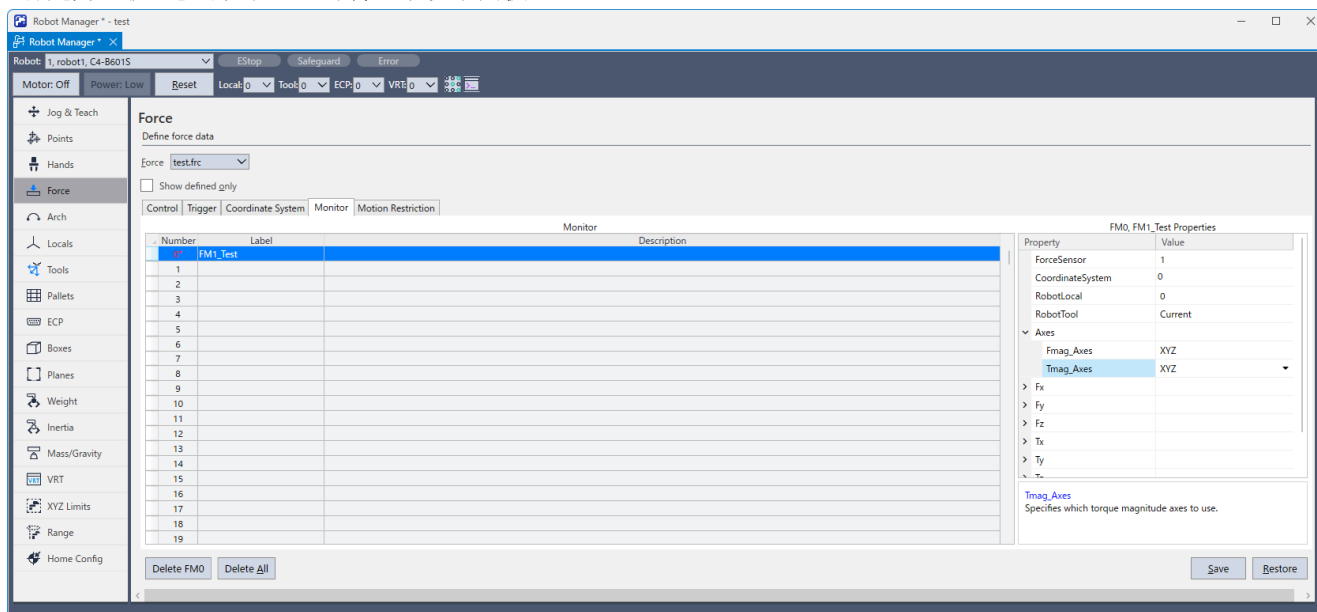 Robot Manager * - test
Robot Manager *
Robot: 1, robot1, C4-B601S EStop Safeguard Error
Motor: Off Power: Low Reset Local: 0 Tool: 0 ECP: 0 VRT: 0
Jog & Teach
Points
Hands
Force
Arch
Locals
Tools
Pallets
ECP
Boxes
Planes
Weight
Inertia
Mass/Gravity
VRT
XYZ Limits
Range
Home Config
Force
Define force data
Force test.frc
Show defined only
Control Trigger Coordinate System Monitor Motion Restriction
Monitor
Number Label Description
0* FM1_Test
1
2
3
4
5
6
7
8
9
10
11
12
13
14
15
16
17
18
19
FM0, FM1_Test Properties
Property Value
ForceSensor 1
CoordinateSystem 0
RobotLocal 0
RobotTool Current
Axes
Fmag_Axes XYZ
Tmag_Axes XYZ
Fx
Fy
Fz
Tx
Ty
Tmag_Axes
Specifies which torque magnitude axes to use.
Delete FM0 Delete All Save Restore